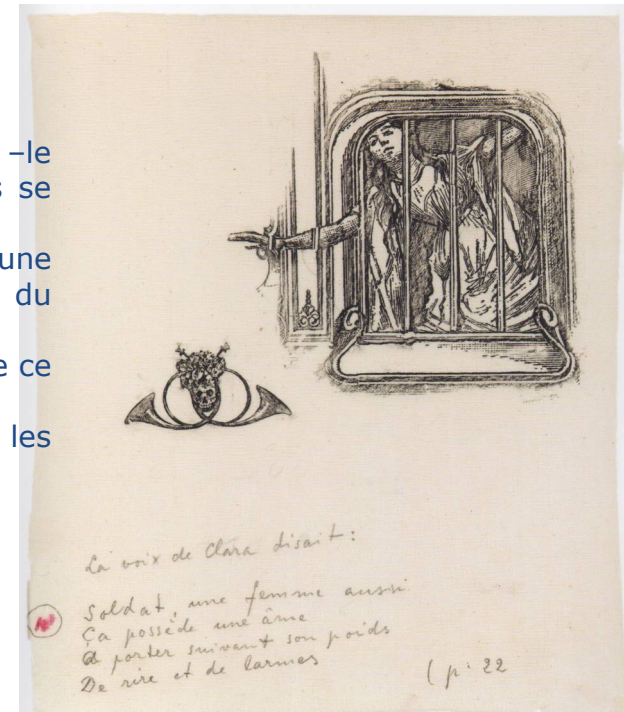 –le
s se
une
du
e ce
les
La voix de Clara disait :
Soldat, une femme aussi
Ça possède une âme
A porter suivant son poids
De rire et de larmes
( p. 22